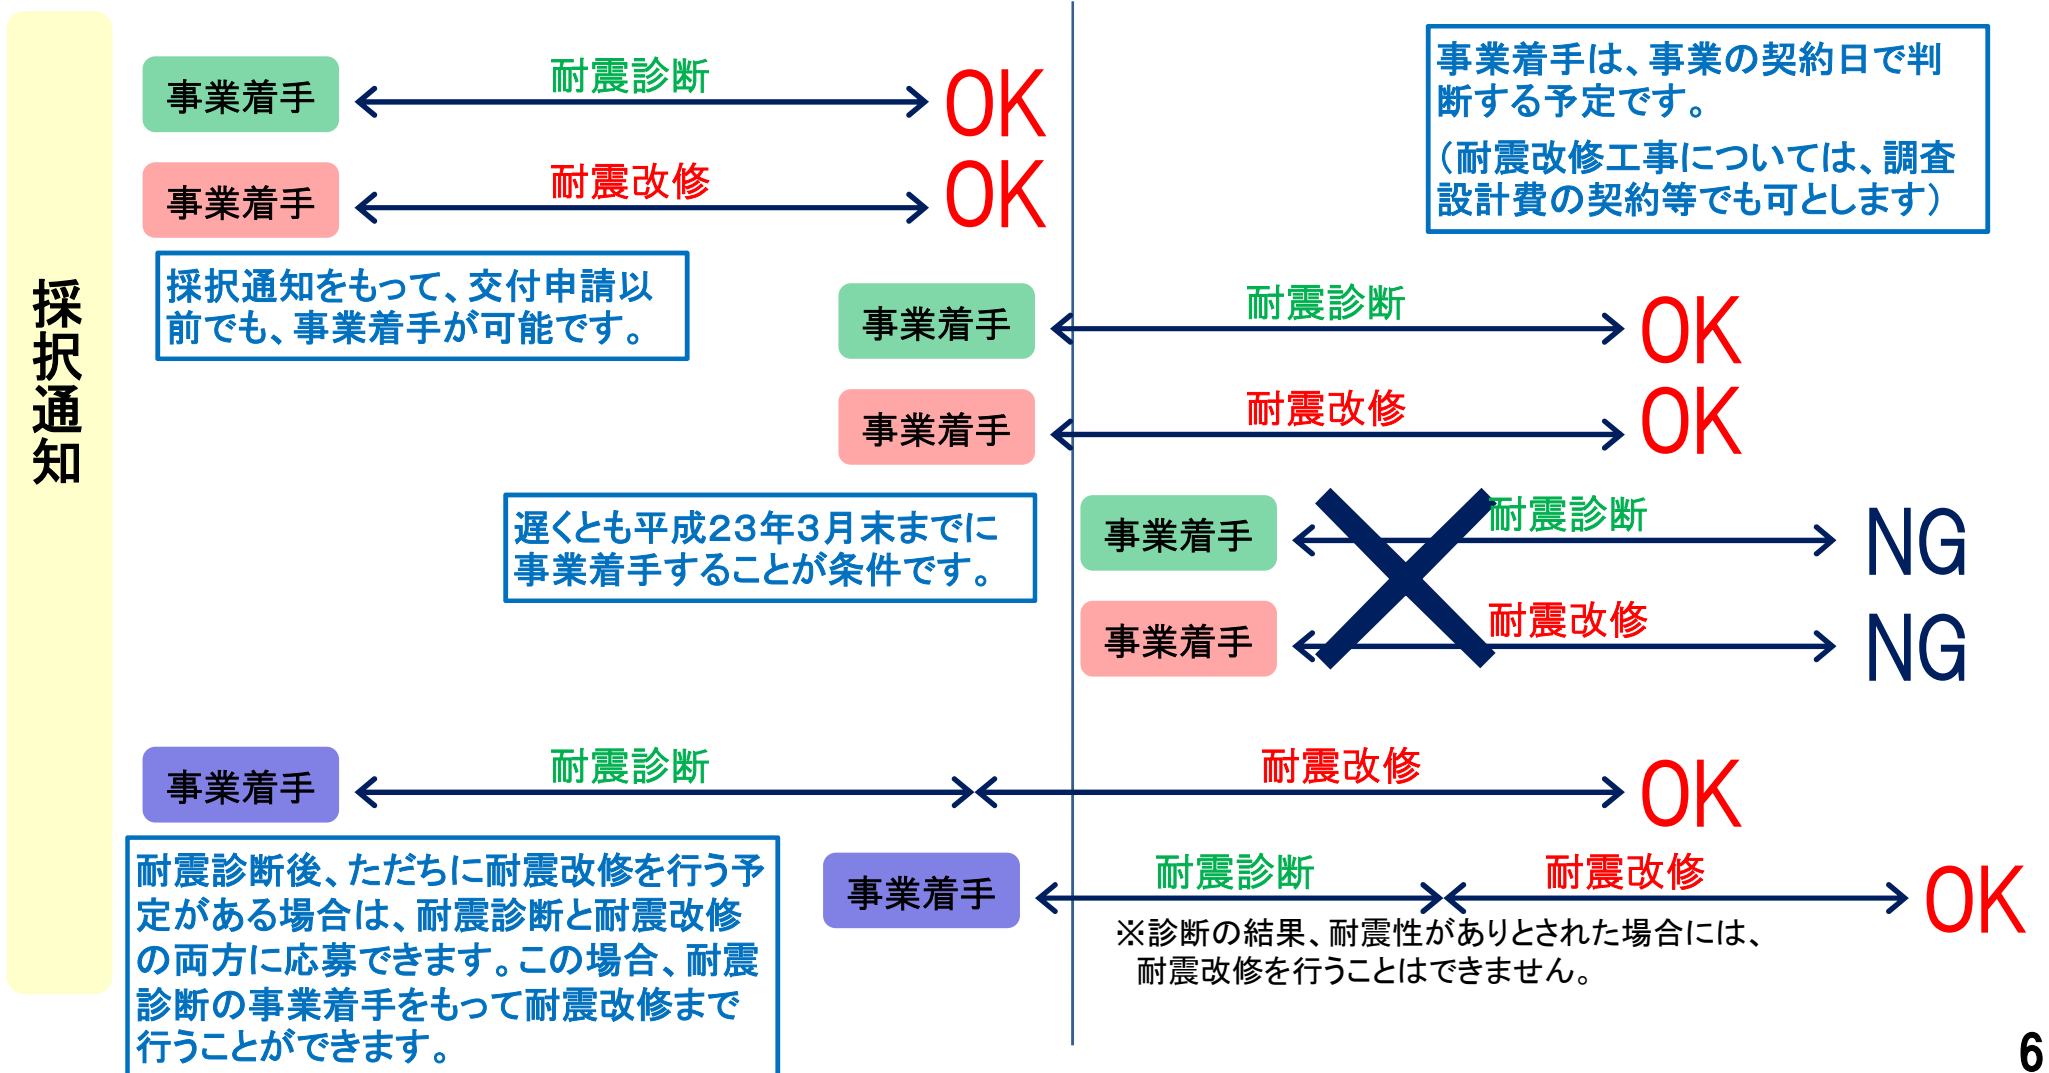 採択通知
事業着手
耐震診断
OK
事業着手
耐震改修
OK
事業着手は、事業の契約日で判
断する予定です。
（耐震改修工事については、調査
設計費の契約等でも可とします）
採択通知をもって、交付申請以
前でも、事業着手が可能です。
事業着手
耐震診断
OK
事業着手
耐震改修
OK
遅くとも平成２３年３月末までに
事業着手することが条件です。
事業着手
耐震診断
NG
事業着手
耐震改修
NG
事業着手
耐震診断
耐震改修
OK
耐震診断後、ただちに耐震改修を行う予
定がある場合は、耐震診断と耐震改修
の両方に応募できます。この場合、耐震
診断の事業着手をもって耐震改修まで
行うことができます。
事業着手
耐震診断
耐震改修
OK
※診断の結果、耐震性がありとされた場合には、
耐震改修を行うことはできません。
6